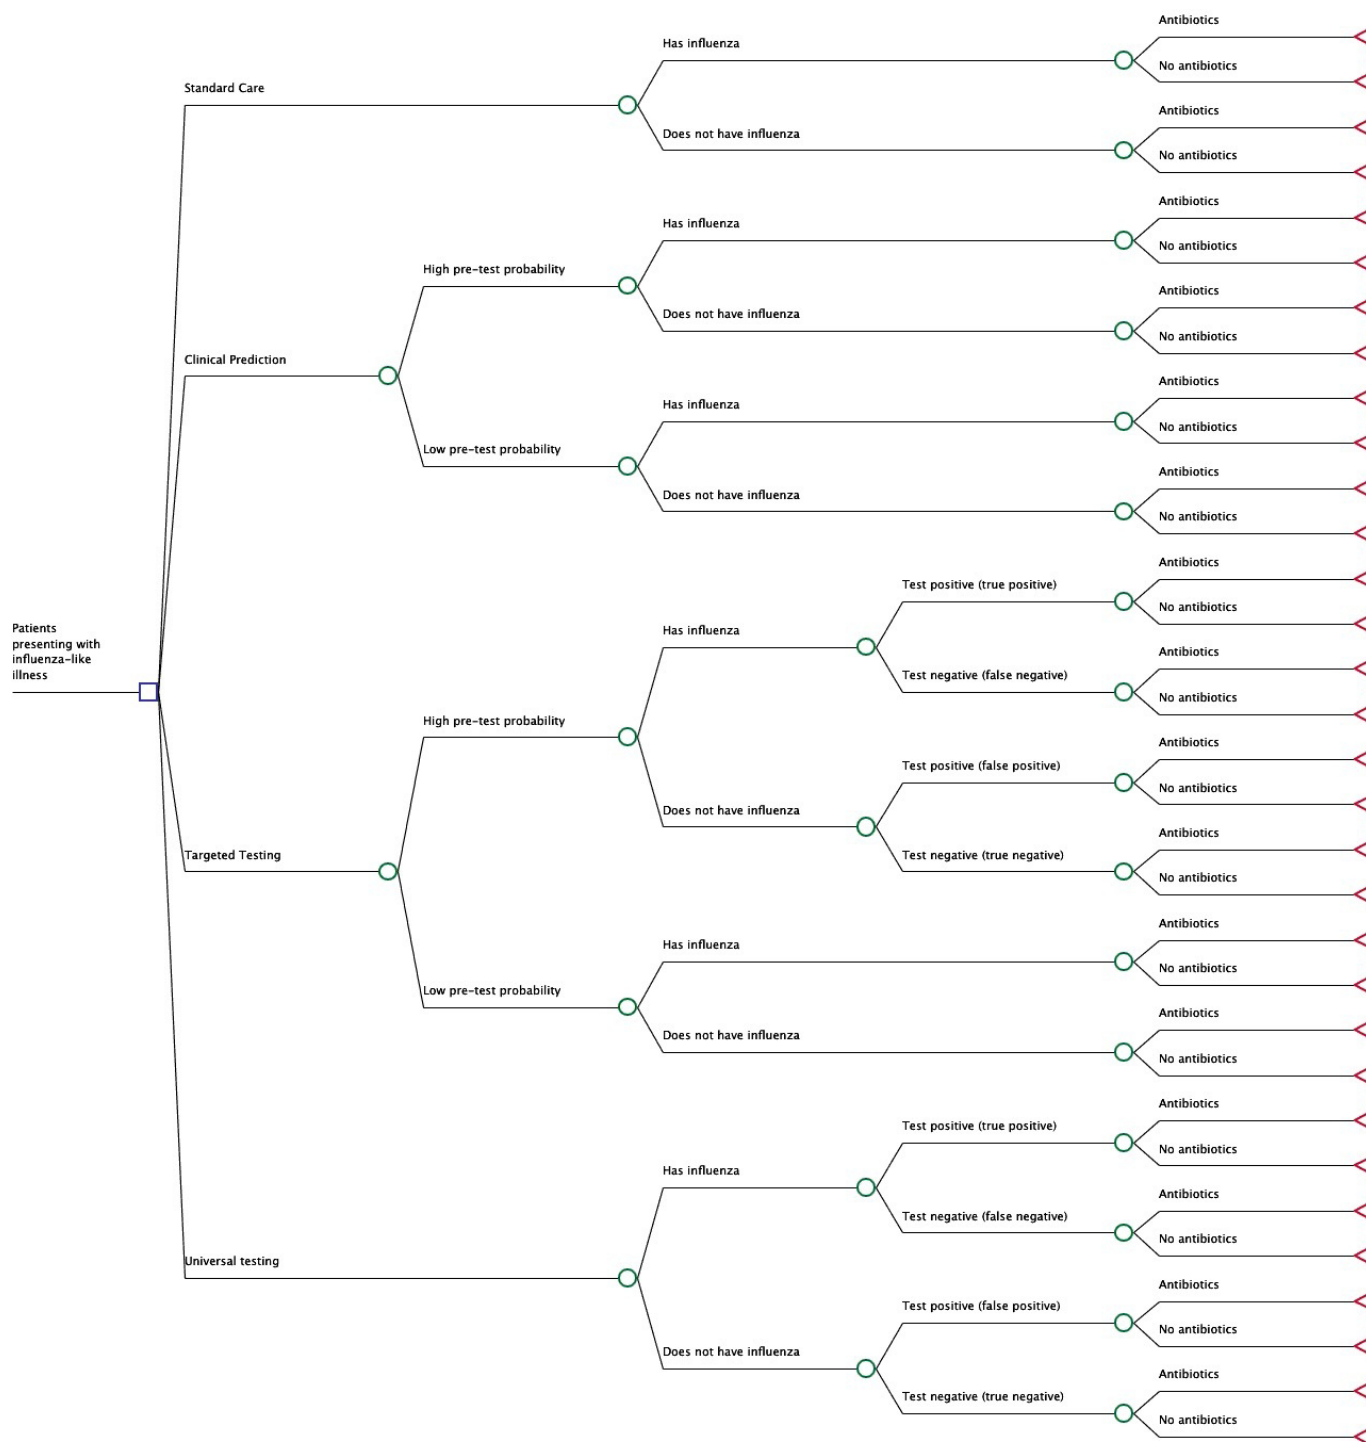 Antibiotics
Has influenza
No antibiotics
Standard Care
Antibiotics
Does not have influenza
No antibiotics
Antibiotics
Has influenza
No antibiotics
High pre-test probability
Antibiotics
Does not have influenza
No antibiotics
Clinical Prediction
Antibiotics
Has influenza
No antibiotics
Low pre-test probability
Antibiotics
Does not have influenza
No antibiotics
Antibiotics
Test positive (true positive)
No antibiotics
Patients
presenting with
influenza-like
illness
Has influenza
Antibiotics
Test negative (false negative)
No antibiotics
High pre-test probability
Antibiotics
Test positive (false positive)
No antibiotics
Does not have influenza
Antibiotics
Test negative (true negative)
No antibiotics
Targeted Testing
Antibiotics
Has influenza
No antibiotics
Low pre-test probability
Antibiotics
Does not have influenza
No antibiotics
Antibiotics
Test positive (true positive)
No antibiotics
Has influenza
Antibiotics
Test negative (false negative)
No antibiotics
Universal testing
Antibiotics
Test positive (false positive)
No antibiotics
Does not have influenza
Antibiotics
Test negative (true negative)
No antibiotics